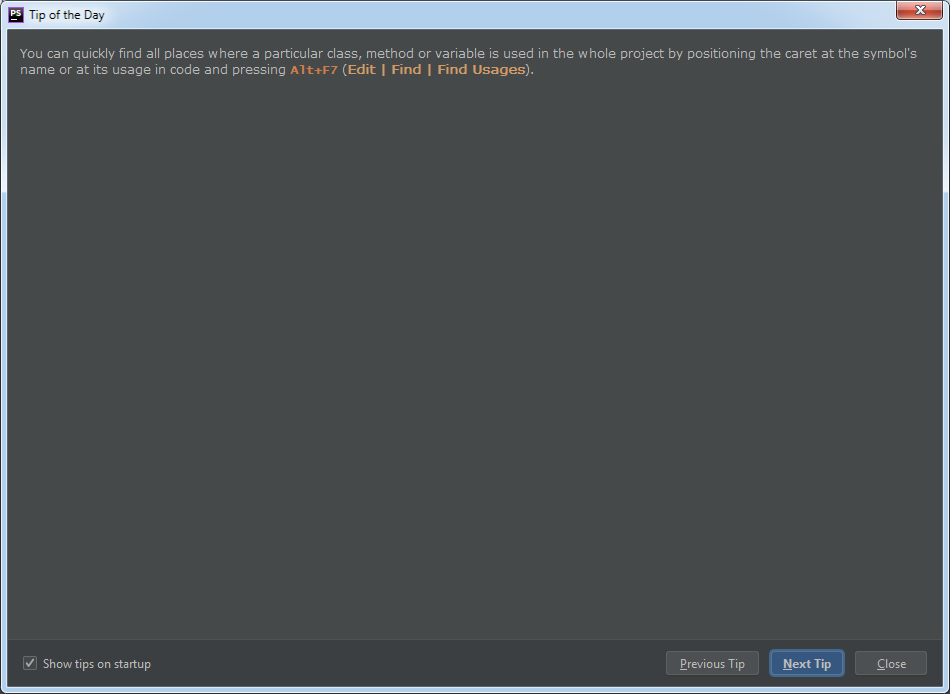 PS Tip of the Day
You can quickly find all places where a particular class, method or variable is used in the whole project by positioning the caret at the symbol's
name or at its usage in code and pressing Alt+F7 (Edit | Find | Find Usages).
Show tips on startup
Previous Tip
Next Tip
Close